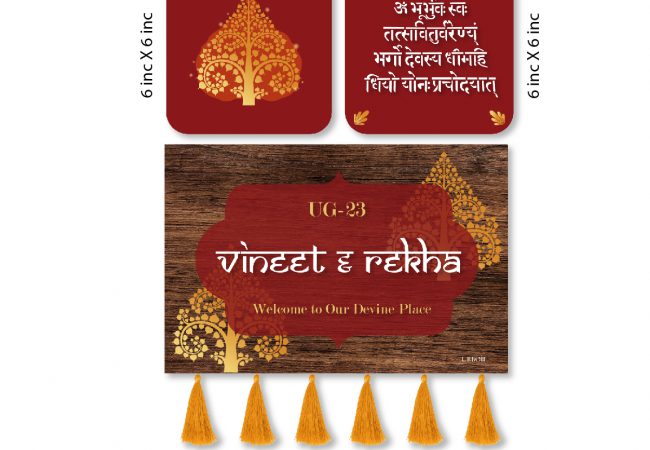 6 inc X 6 inc
ॐ भूर्भुवः स्वः
तत्सवितुर्वरेण्यं
भर्गो देवस्य धीमहि
धियो योनः प्रचोदयात्
6 inc X 6 inc
UG-23
VINEET & REKHA
Welcome to Our Devine Place